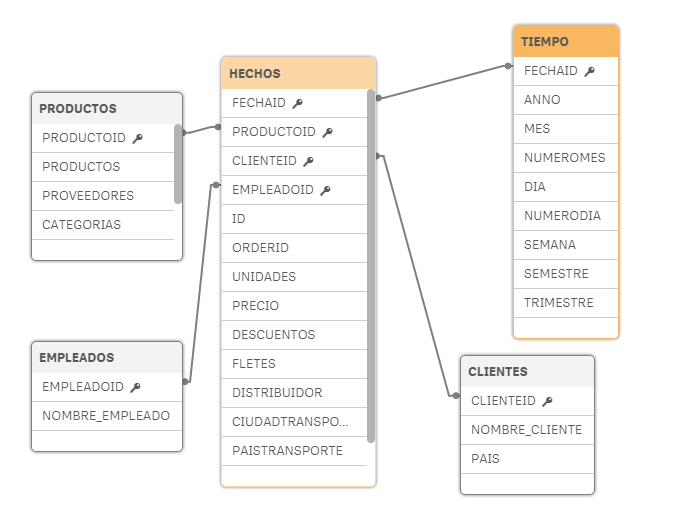 PRODUCTOS
PRODUCTOID
PRODUCTOS
PROVEEDORES
CATEGORIAS
EMPLEADOS
EMPLEADOID
NOMBRE_EMPLEADO
HECHOS
FECHAID
PRODUCTOID
CLIENTEID
EMPLEADOID
ID
ORDERID
UNIDADES
PRECIO
DESCUENTOS
FLETES
DISTRIBUIDOR
CIUDADTRANSPO...
PAISTRANSPORTE
TIEMPO
FECHAID
ANNO
MES
NUMEROMES
DIA
NUMERODIA
SEMANA
SEMESTRE
TRIMESTRE
CLIENTES
CLIENTEID
NOMBRE_CLIENTE
PAIS